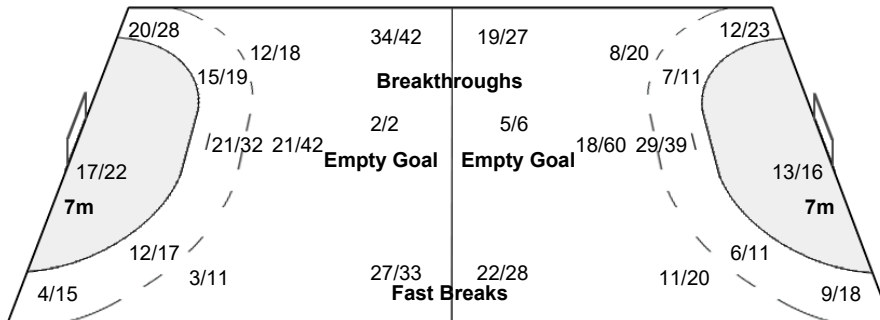 20/28 12/18 34/42 19/27 8/20 12/23
15/19 Breakthroughs 7/11
2/2 5/6
21/32 21/42 Empty Goal Empty Goal 18/60 29/39
17/22 13/16
7m 7m
12/17 6/11
3/11 27/33 22/28 11/20
4/15 Fast Breaks 9/18